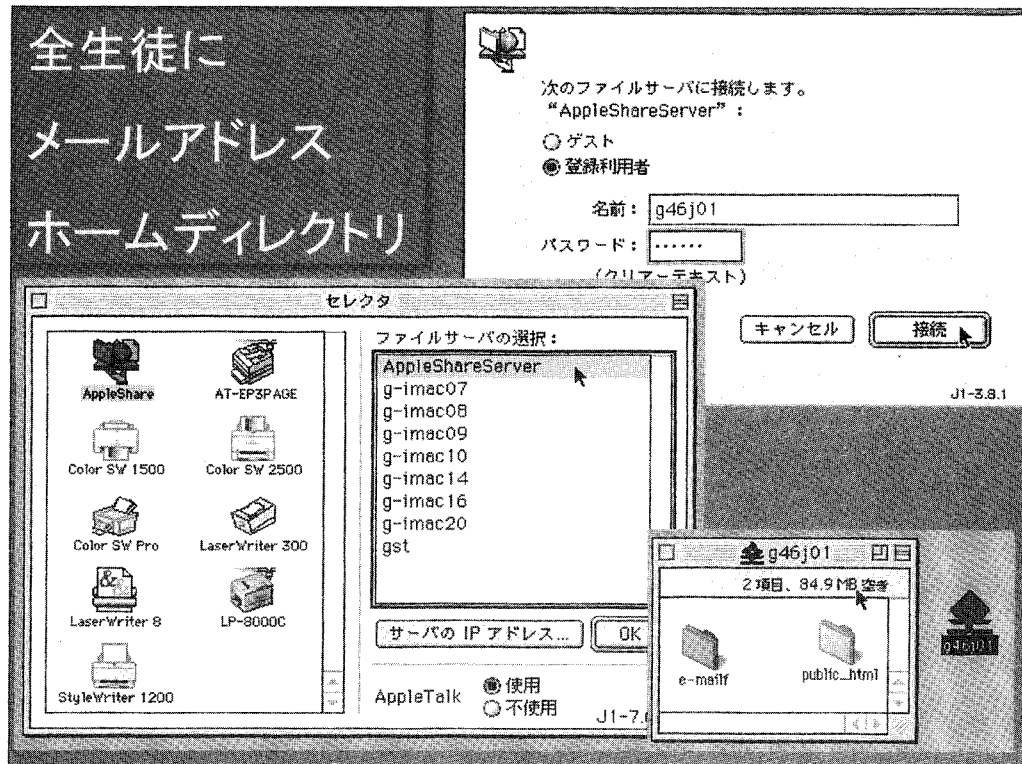 全生徒に
メールアドレス
ホームディレクトリ
次のファイルサーバに接続します。
“AppleShareServer”：
ゲスト
登録利用者
名前： g46j01
パスワード： ······
(クリアーテキスト)
キャンセル 接続
J1-3.8.1
セレクタ
AppleShare AT-EP3PAGE
Color SW 1500 Color SW 2500
Color SW Pro LaserWriter 300
LaserWriter 8 LP-8000C
StyleWriter 1200
ファイルサーバの選択：
AppleShareServer
g-imac07
g-imac08
g-imac09
g-imac10
g-imac14
g-imac16
g-imac20
gst
サーバの IP アドレス... OK
AppleTalk
使用
不使用
J1-7.
g46j01
2 項目、84.9 MB 空き
e-mailf public_html
g46j01